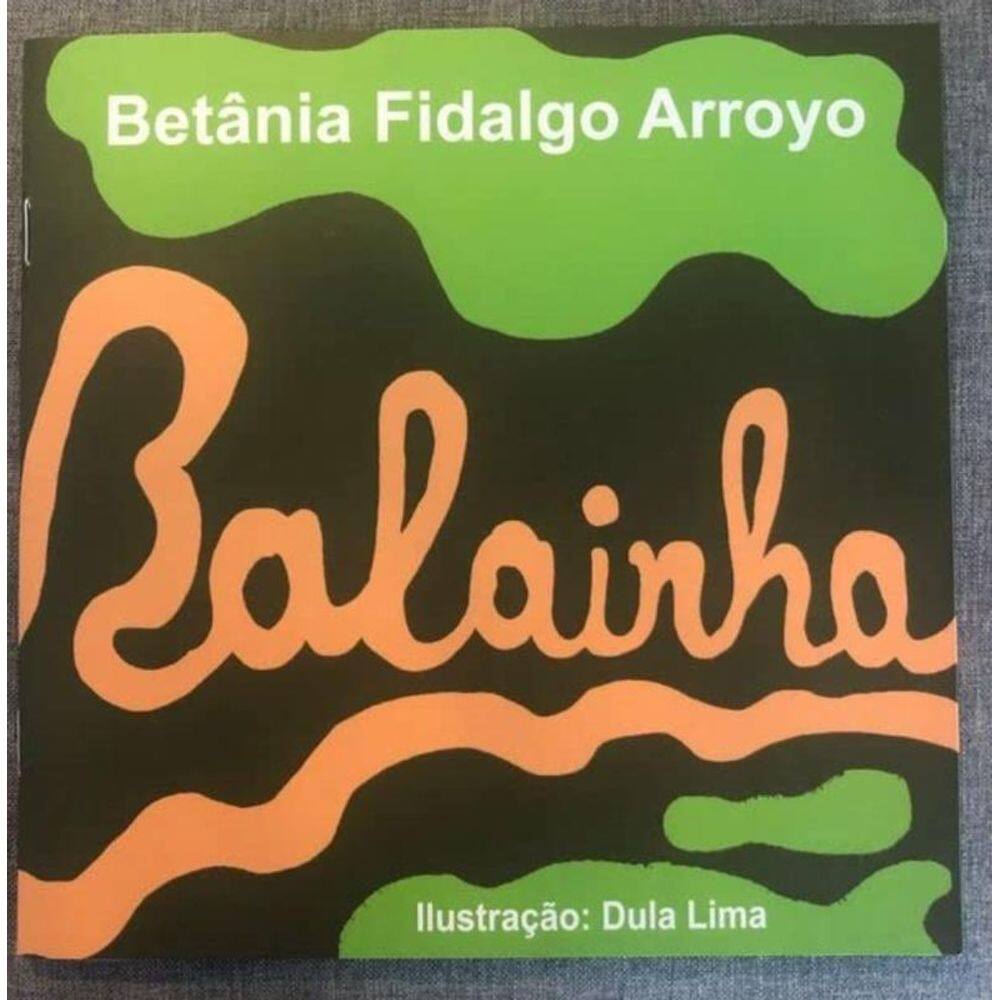 Betânia Fidalgo Arroyo
Balainha
Ilustração: Dula Lima